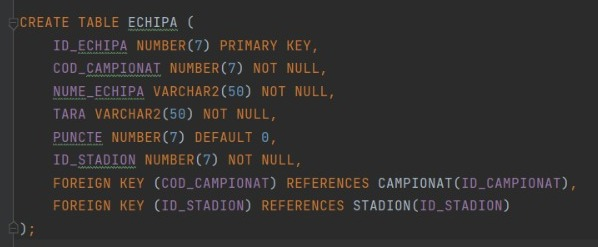 CREATE TABLE ECHIPA (
ID_ECHIPA NUMBER(7) PRIMARY KEY,
COD_CAMPIONAT NUMBER(7) NOT NULL,
NUME_ECHIPA VARCHAR2(50) NOT NULL,
TARA VARCHAR2(50) NOT NULL,
PUNCTE NUMBER(7) DEFAULT 0,
ID_STADION NUMBER(7) NOT NULL,
FOREIGN KEY (COD_CAMPIONAT) REFERENCES CAMPIONAT(ID_CAMPIONAT),
FOREIGN KEY (ID_STADION) REFERENCES STADION(ID_STADION)
);